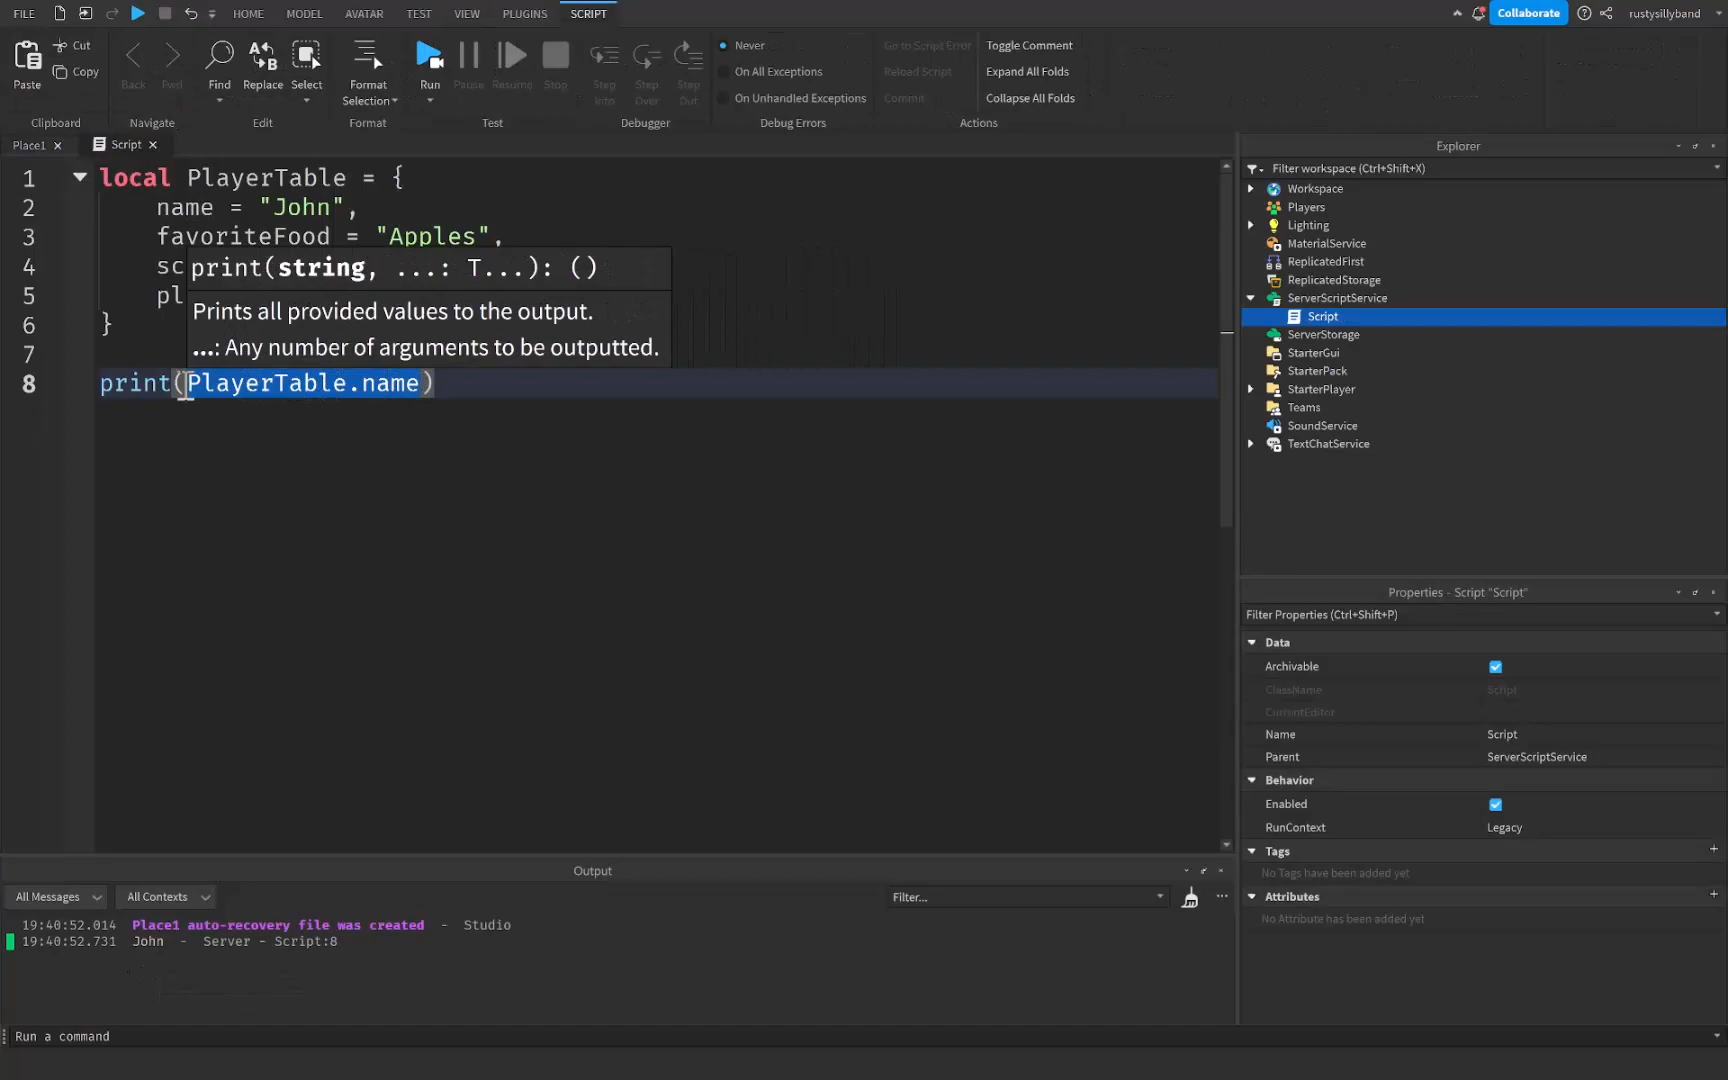 FILE HOME MODEL AVATAR TEST VIEW PLUGINS SCRIPT Collaborate rustysillyband
Cut Never Go to Script Error Toggle Comment
Copy On All Exceptions Reload Script Expand All Folds
Paste Back Fwd Find Replace Select Format Selection Run Pause Resume Stop Step Into Step Over Step Out On Unhandled Exceptions Commit Collapse All Folds
Clipboard Navigate Edit Format Test Debugger Debug Errors Actions
Place1 Script
1 local PlayerTable = {
2 name = "John",
3 favoriteFood = "Apples",
4 sc
5 pl
6 }
7
8 print(PlayerTable.name)
print(string, ...: T...): ()
Prints all provided values to the output.
...: Any number of arguments to be outputted.
Explorer
Filter workspace (Ctrl+Shift+X)
Workspace
Players
Lighting
MaterialService
ReplicatedFirst
ReplicatedStorage
ServerScriptService
Script
ServerStorage
StarterGui
StarterPack
StarterPlayer
Teams
SoundService
TextChatService
Properties - Script "Script"
Filter Properties (Ctrl+Shift+P)
Data
Archivable
ClassName Script
CurrentEditor
Name Script
Parent ServerScriptService
Behavior
Enabled
RunContext Legacy
Tags +
No Tags have been added yet
Attributes +
No Attribute has been added yet
Output
All Messages All Contexts Filter... ...
19:40:52.014 Place1 auto-recovery file was created - Studio
19:40:52.731 John - Server - Script:8
Run a command